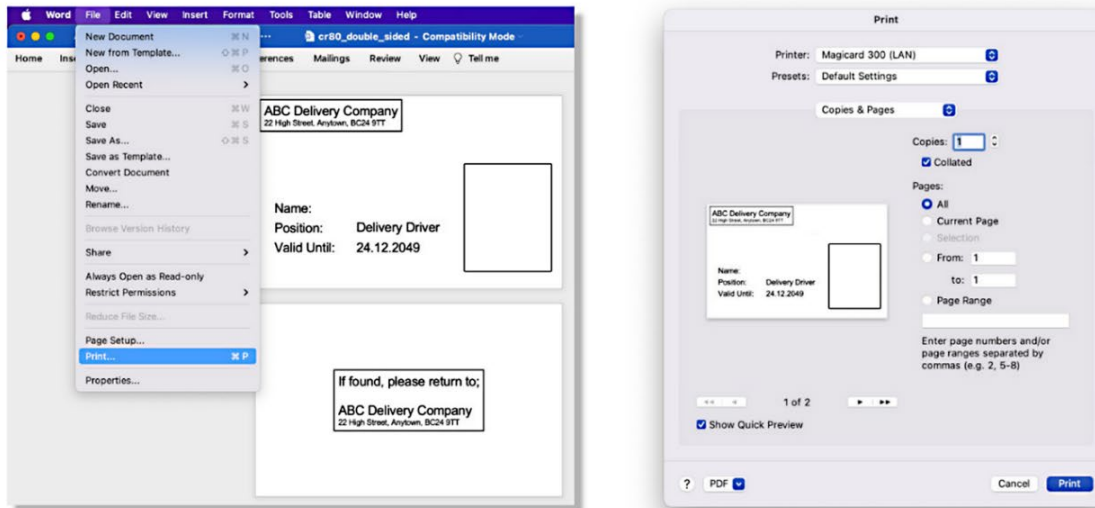 Word File Edit View Insert Format Tools Table Window Help
cr80_double_sided - Compatibility Mode
Home
erences Mailings Review View Tell me
New Document ⌘ N
New from Template... ⇧ ⌘ P
Open... ⌘ O
Open Recent >
Close ⌘ W
Save ⌘ S
Save As... ⇧ ⌘ S
Save as Template...
Convert Document
Move...
Rename...
Browse Version History
Share >
Always Open as Read-only
Restrict Permissions >
Reduce File Size...
Page Setup...
Print... ⌘ P
Properties...
ABC Delivery Company
22 High Street, Anytown, BC24 9TT
Name:
Position: Delivery Driver
Valid Until: 24.12.2049
If found, please return to;
ABC Delivery Company
22 High Street, Anytown, BC24 9TT
Print
Printer: Magicard 300 (LAN)
Presets: Default Settings
Copies & Pages
Copies: 1
Collated
Pages:
All
Current Page
Selection
From: 1
to: 1
Page Range
Enter page numbers and/or
page ranges separated by
commas (e.g. 2, 5-8)
ABC Delivery Company
22 High Street, Anytown, BC24 9TT
Name:
Position: Delivery Driver
Valid Until: 24.12.2049
1 of 2
Show Quick Preview
? PDF Cancel Print